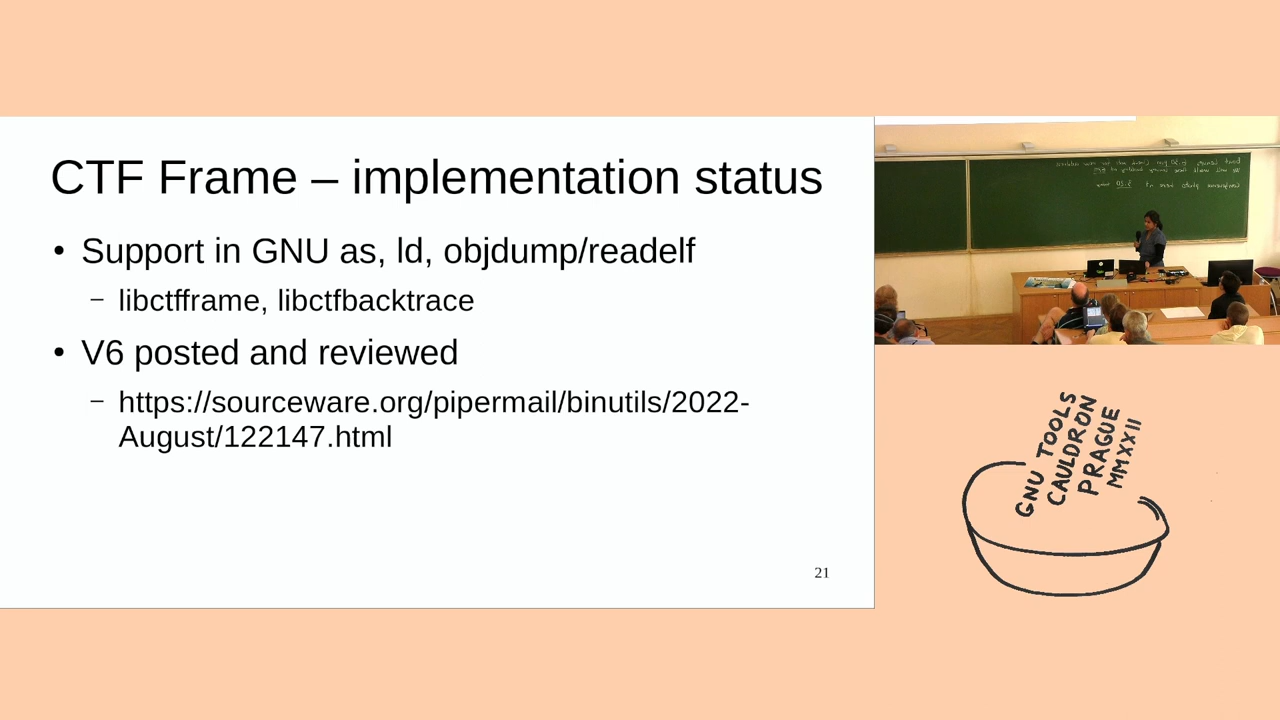 CTF Frame – implementation status
• Support in GNU as, ld, objdump/readelf
– libctfframe, libctfbacktrace
• V6 posted and reviewed
– https://sourceware.org/pipermail/binutils/2022-
August/122147.html
21
GNU TOOLS
CAULDRON
PRAGUE
MMXXII